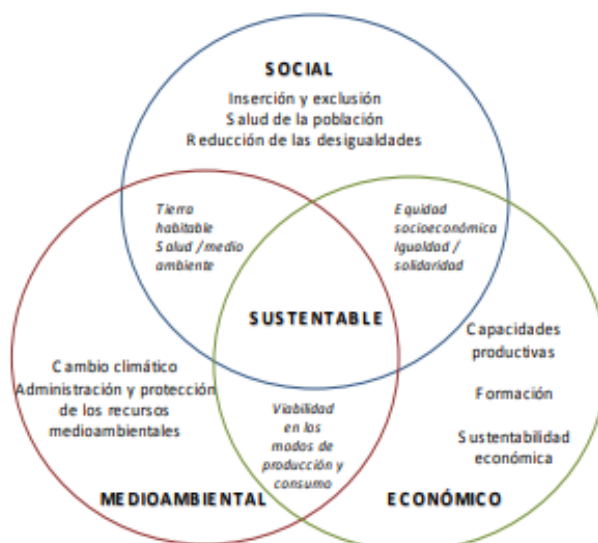 SOCIAL
Inserción y exclusión
Salud de la población
Reducción de las desigualdades
Tierra
habitable
Salud /medio
ambiente
Equidad
socioeconómica
Igualdad /
solidaridad
SUSTENTABLE
Cambio climático
Administración y protección
de los recursos
medioambientales
Capacidades
productivas
Formación
Sustentabilidad
económica
Viabilidad
en los
modos de
producción y
consumo
MEDIOAMBIENTAL
ECONÓMICO